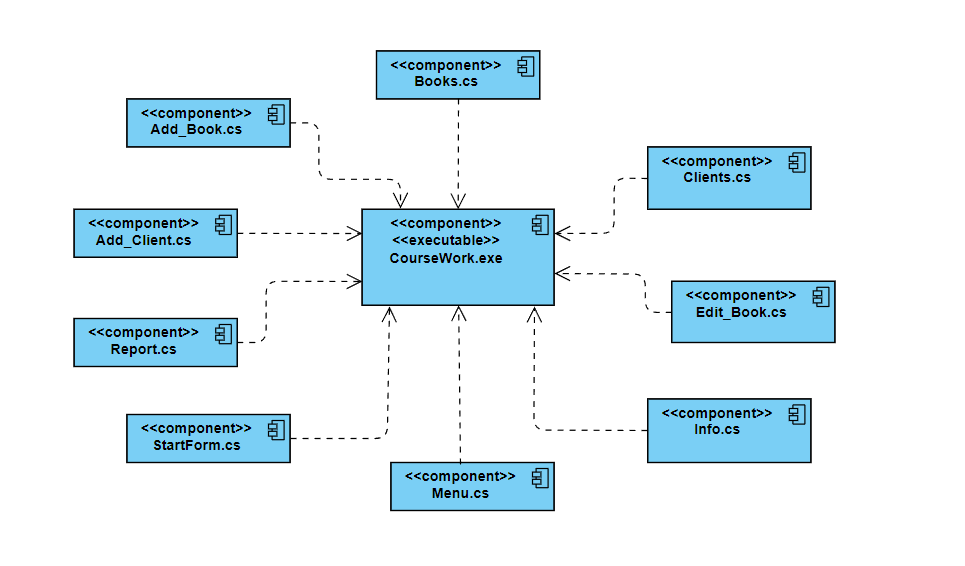 <<component>>
Books.cs
<<component>>
Add_Book.cs
<<component>>
Clients.cs
<<component>>
Add_Client.cs
<<component>>
<<executable>>
CourseWork.exe
<<component>>
Edit_Book.cs
<<component>>
Report.cs
<<component>>
Info.cs
<<component>>
StartForm.cs
<<component>>
Menu.cs